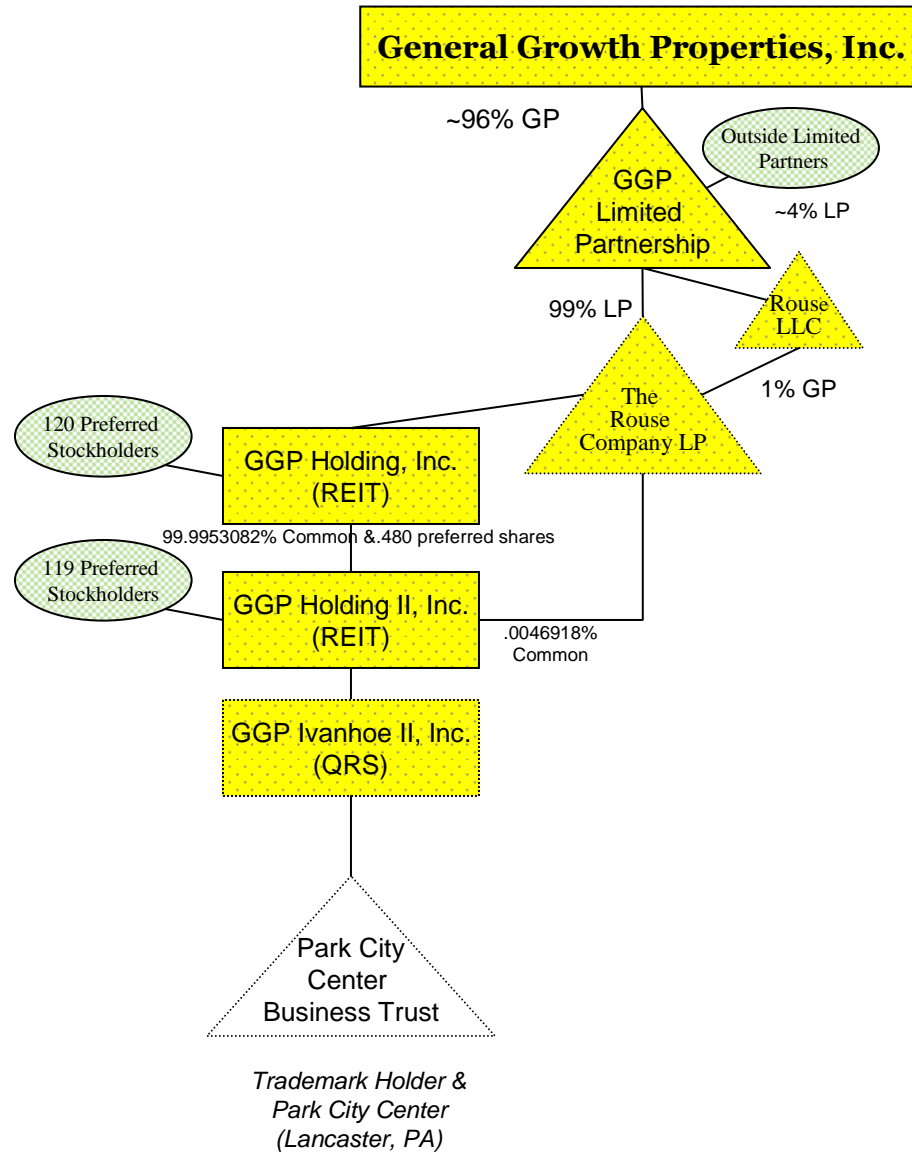 General Growth Properties, Inc.
~96% GP
Outside Limited
Partners
GGP
Limited
Partnership
~4% LP
99% LP
Rouse
LLC
1% GP
The
Rouse
Company LP
120 Preferred
Stockholders
GGP Holding, Inc.
(REIT)
99.9953082% Common &.480 preferred shares
119 Preferred
Stockholders
GGP Holding II, Inc.
(REIT)
.0046918%
Common
GGP Ivanhoe II, Inc.
(QRS)
Park City
Center
Business Trust
Trademark Holder &
Park City Center
(Lancaster, PA)